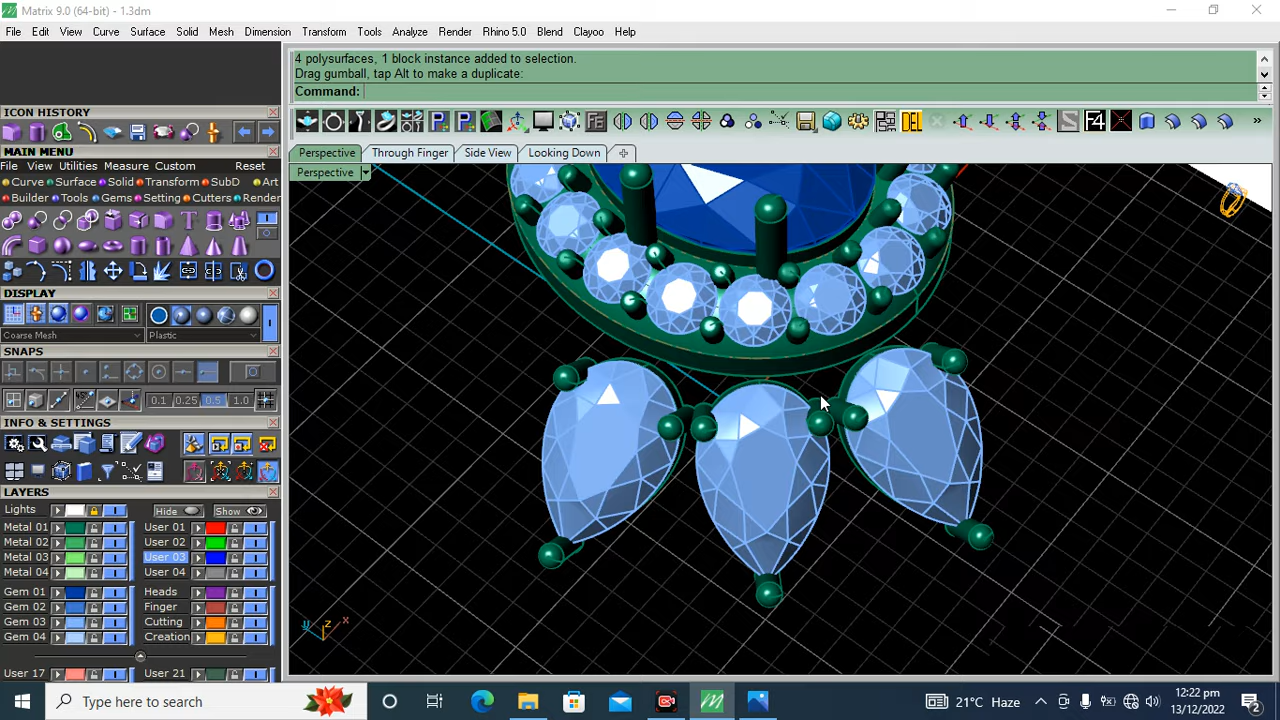 Matrix 9.0 (64-bit) - 1.3dm
File Edit View Curve Surface Solid Mesh Dimension Transform Tools Analyze Render Rhino 5.0 Blend Clayoo Help
4 polysurfaces, 1 block instance added to selection.
Drag gumball, tap Alt to make a duplicate:
Command:
ICON HISTORY
MAIN MENU
File View Utilities Measure Custom Reset
Curve Surface Solid Transform SubD Art
Builder Tools Gems Setting Cutters Render
DISPLAY
Coarse Mesh Plastic
SNAPS
0.1 0.25 0.5 1.0
INFO & SETTINGS
LAYERS
Lights Hide Show
Metal 01 User 01
Metal 02 User 02
Metal 03 User 03
Metal 04 User 04
Gem 01 Heads
Gem 02 Finger
Gem 03 Cutting
Gem 04 Creation
User 17 User 21
DEL F4 »
Perspective Through Finger Side View Looking Down
Perspective
y z x
Type here to search
21°C Haze
12:22 pm
13/12/2022
2